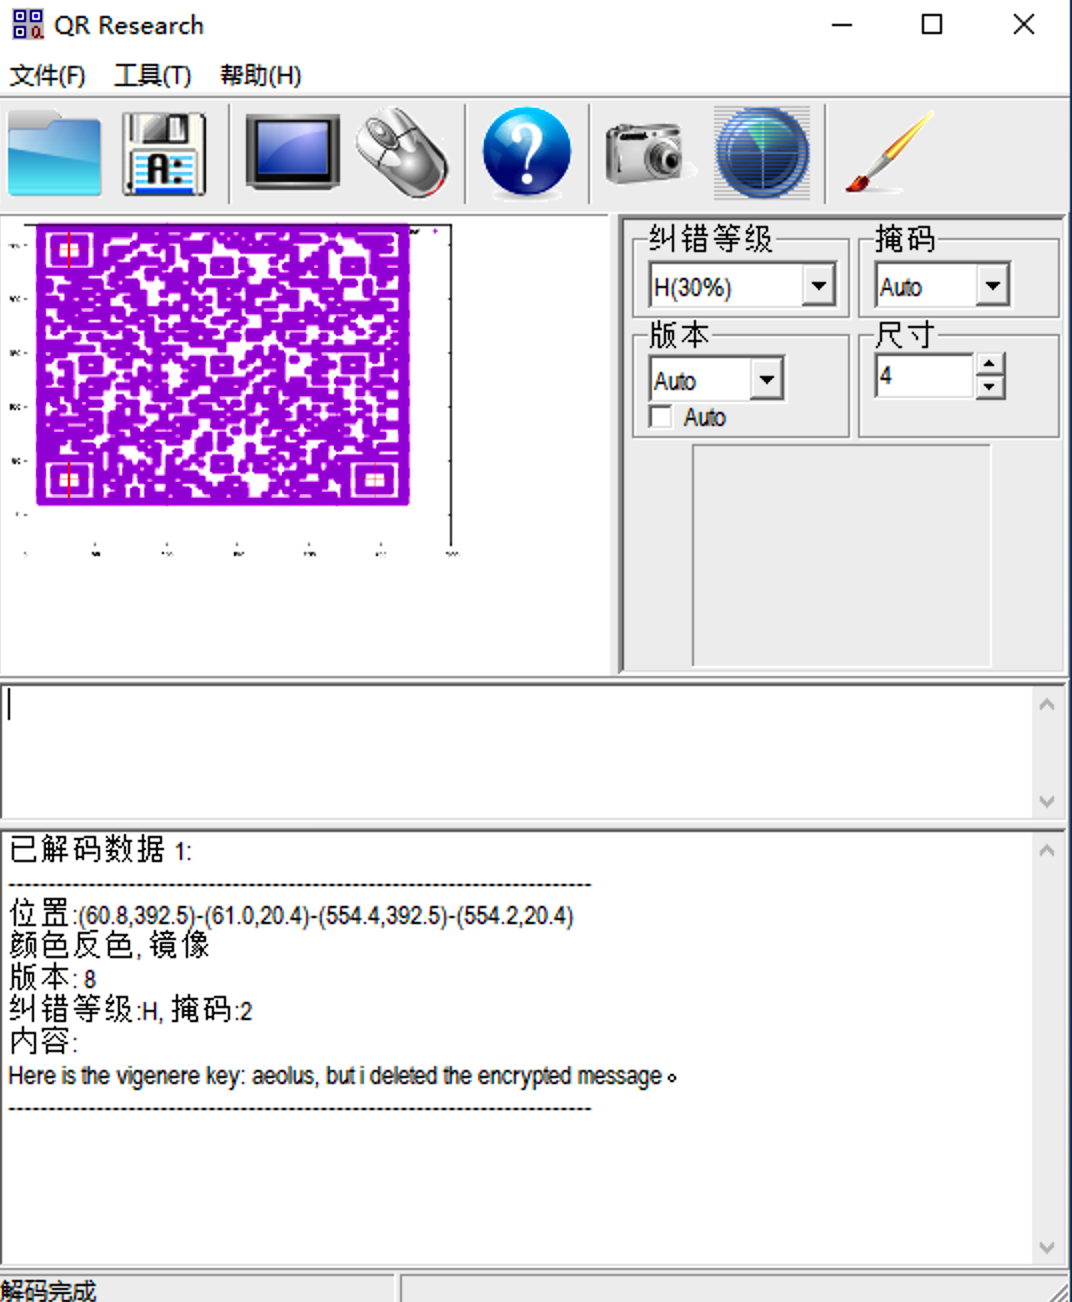 QR Research
文件(F) 工具(T) 帮助(H)
A:
?
纠错等级
H(30%)
掩码
Auto
版本
Auto
Auto
尺寸
4
已解码数据 1:
位置:(60.8,392.5)-(61.0,20.4)-(554.4,392.5)-(554.2,20.4)
颜色反色, 镜像
版本: 8
纠错等级:H, 掩码:2
内容:
Here is the vigenere key: aeolus, but i deleted the encrypted message 。
解码完成